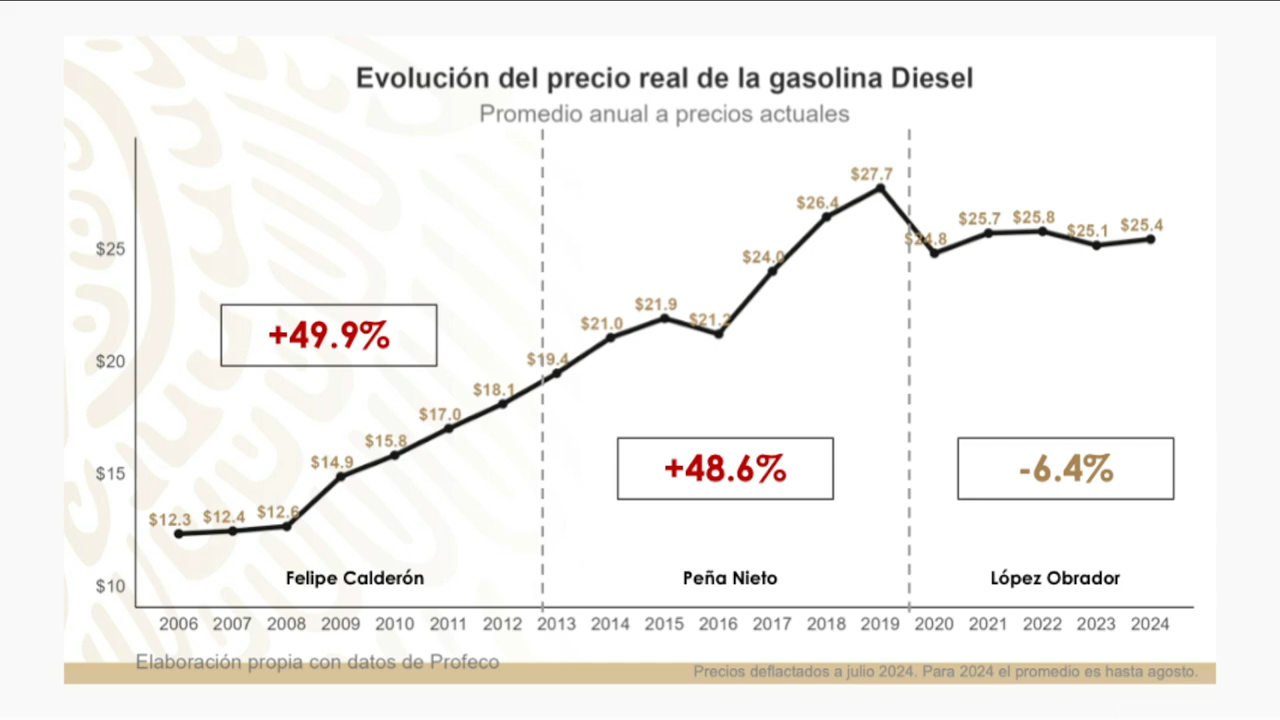 Evolución del precio real de la gasolina Diesel
Promedio anual a precios actuales
$27.7
$26.4
$25.7 $25.8 $25.1 $25.4
$25
$24.8
$24.0
$21.9
$21.2
$21.0
+49.9%
$20
$19.4
$18.1
$17.0
$15.8
+48.6%
-6.4%
$15
$14.9
$12.3 $12.4 $12.6
$10
Felipe Calderón
Peña Nieto
López Obrador
2006 2007 2008 2009 2010 2011 2012 2013 2014 2015 2016 2017 2018 2019 2020 2021 2022 2023 2024
Elaboración propia con datos de Profeco
Precios deflactados a julio 2024. Para 2024 el promedio es hasta agosto.